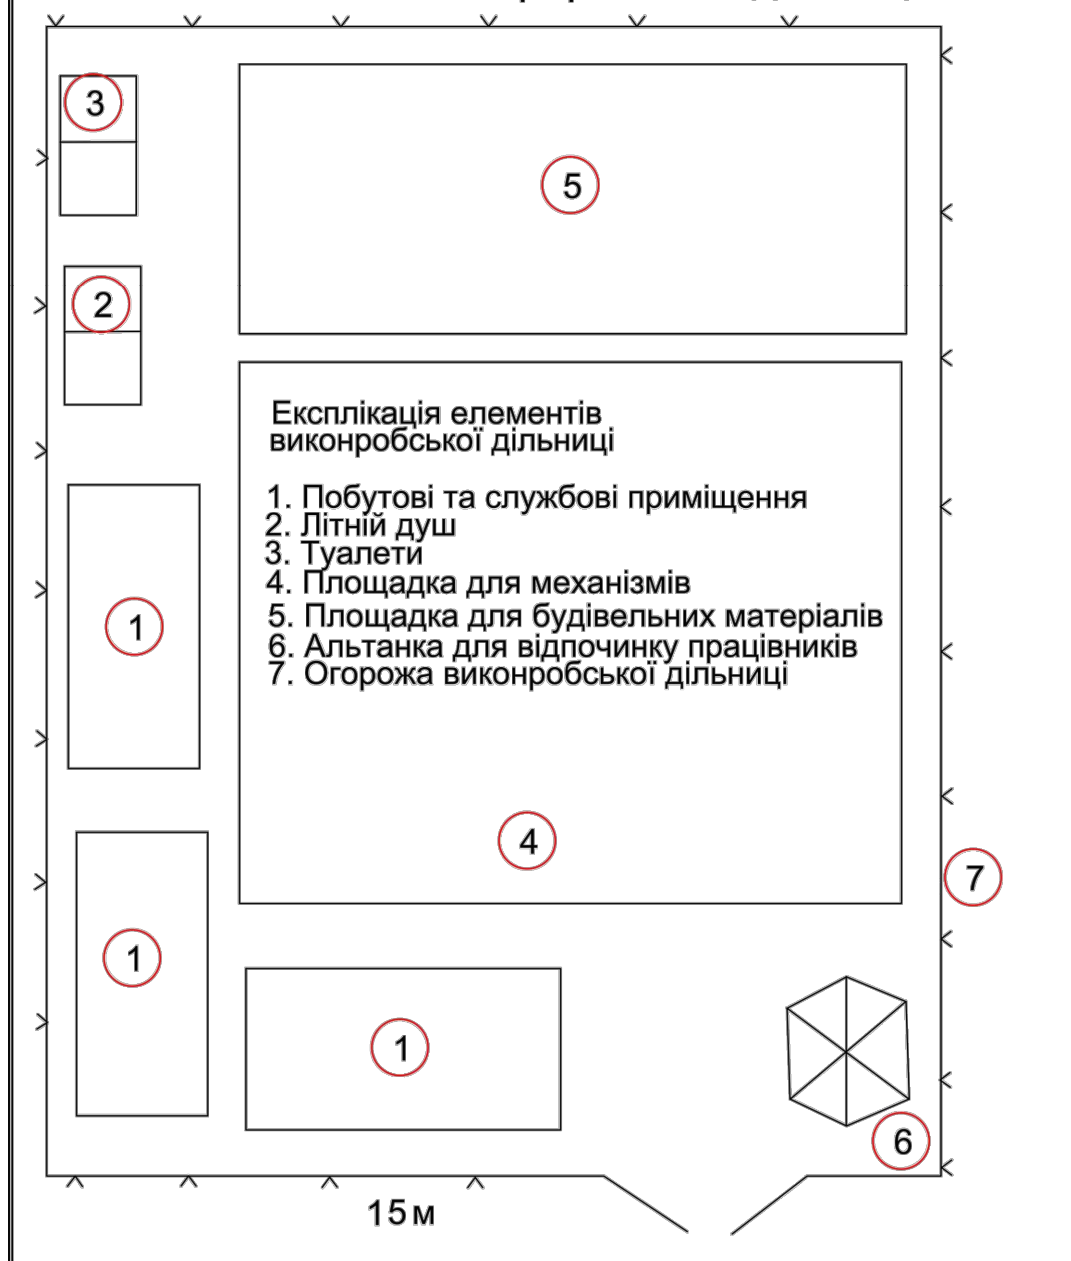 3
5
2
Експлікація елементів
виконробської дільниці
1. Побутові та службові приміщення
2. Літній душ
3. Туалети
4. Площадка для механізмів
5. Площадка для будівельних матеріалів
6. Альтанка для відпочинку працівників
7. Огорожа виконробської дільниці
1
4
7
1
1
6
15 м